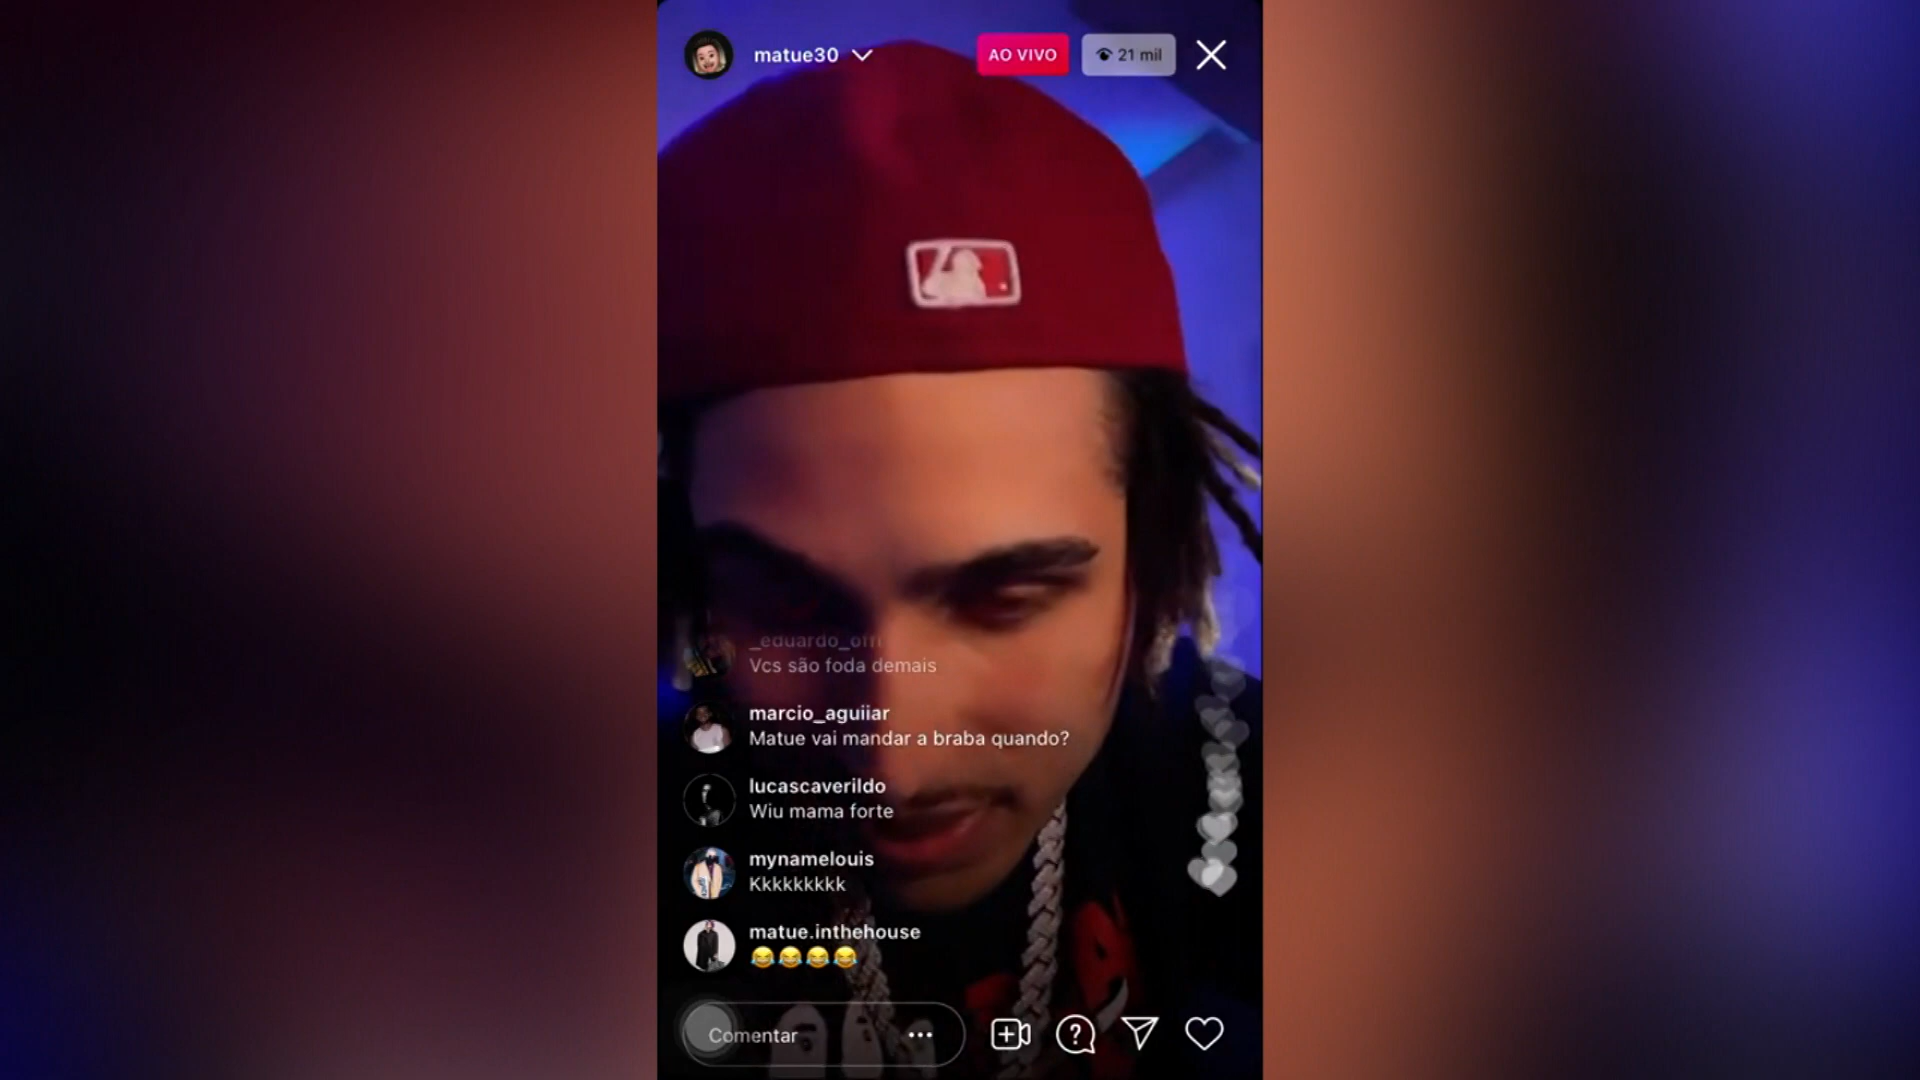 matue30
AO VIVO
21 mil
_eduardo_offi
Vcs são foda demais
marcio_aguiiar
Matue vai mandar a braba quando?
lucascaverildo
Wiu mama forte
mynamelouis
Kkkkkkkkk
matue.inthehouse
😂😂😂😂
Comentar